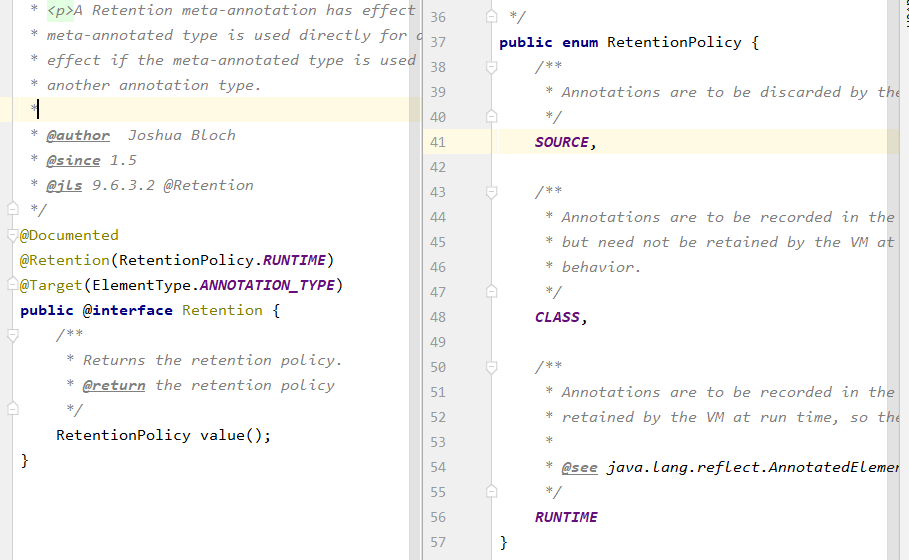 * <p>A Retention meta-annotation has effect
* meta-annotated type is used directly for
* effect if the meta-annotated type is used
* another annotation type.
*
* @author  Joshua Bloch
* @since 1.5
* @jls 9.6.3.2 @Retention
*/
@Documented
@Retention(RetentionPolicy.RUNTIME)
@Target(ElementType.ANNOTATION_TYPE)
public @interface Retention {
/**
* Returns the retention policy.
* @return the retention policy
*/
RetentionPolicy value();
}
36 */
37 public enum RetentionPolicy {
38 /**
39 * Annotations are to be discarded by the
40 */
41 SOURCE,
42
43 /**
44 * Annotations are to be recorded in the
45 * but need not be retained by the VM at
46 * behavior.
47 */
48 CLASS,
49
50 /**
51 * Annotations are to be recorded in the
52 * retained by the VM at run time, so the
53 *
54 * @see java.lang.reflect.AnnotatedElemen
55 */
56 RUNTIME
57 }